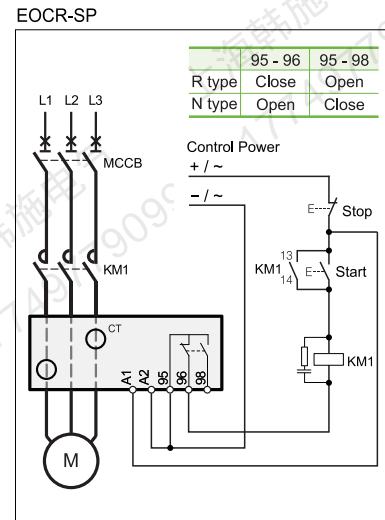 EOCR-SP
95 - 96 95 - 98
R type Close Open
N type Open Close
L1 L2 L3
MCCB
Control Power
+ / ~
− / ~
E Stop
KM1
13
KM1 E Start
14
CT
KM1
A1 A2 95 96 98
M